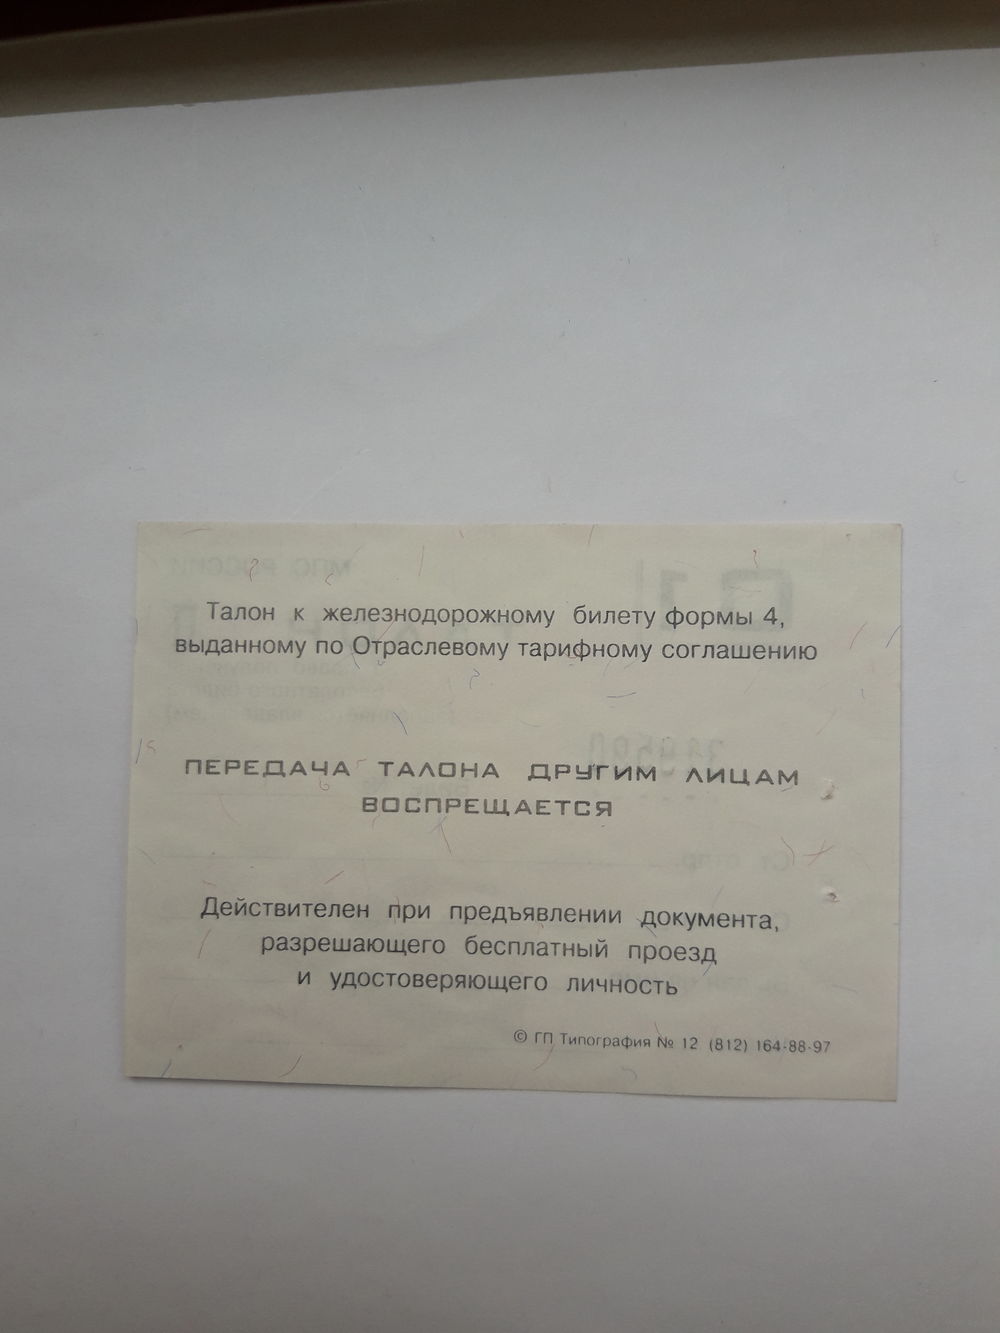 Талон к железнодорожному билету формы 4,
выданному по Отраслевому тарифному соглашению
ПЕРЕДАЧА ТАЛОНА ДРУГИМ ЛИЦАМ
ВОСПРЕЩАЕТСЯ
Действителен при предъявлении документа,
разрешающего бесплатный проезд
и удостоверяющего личность
© ГП Типография № 12 (812) 164-88-97